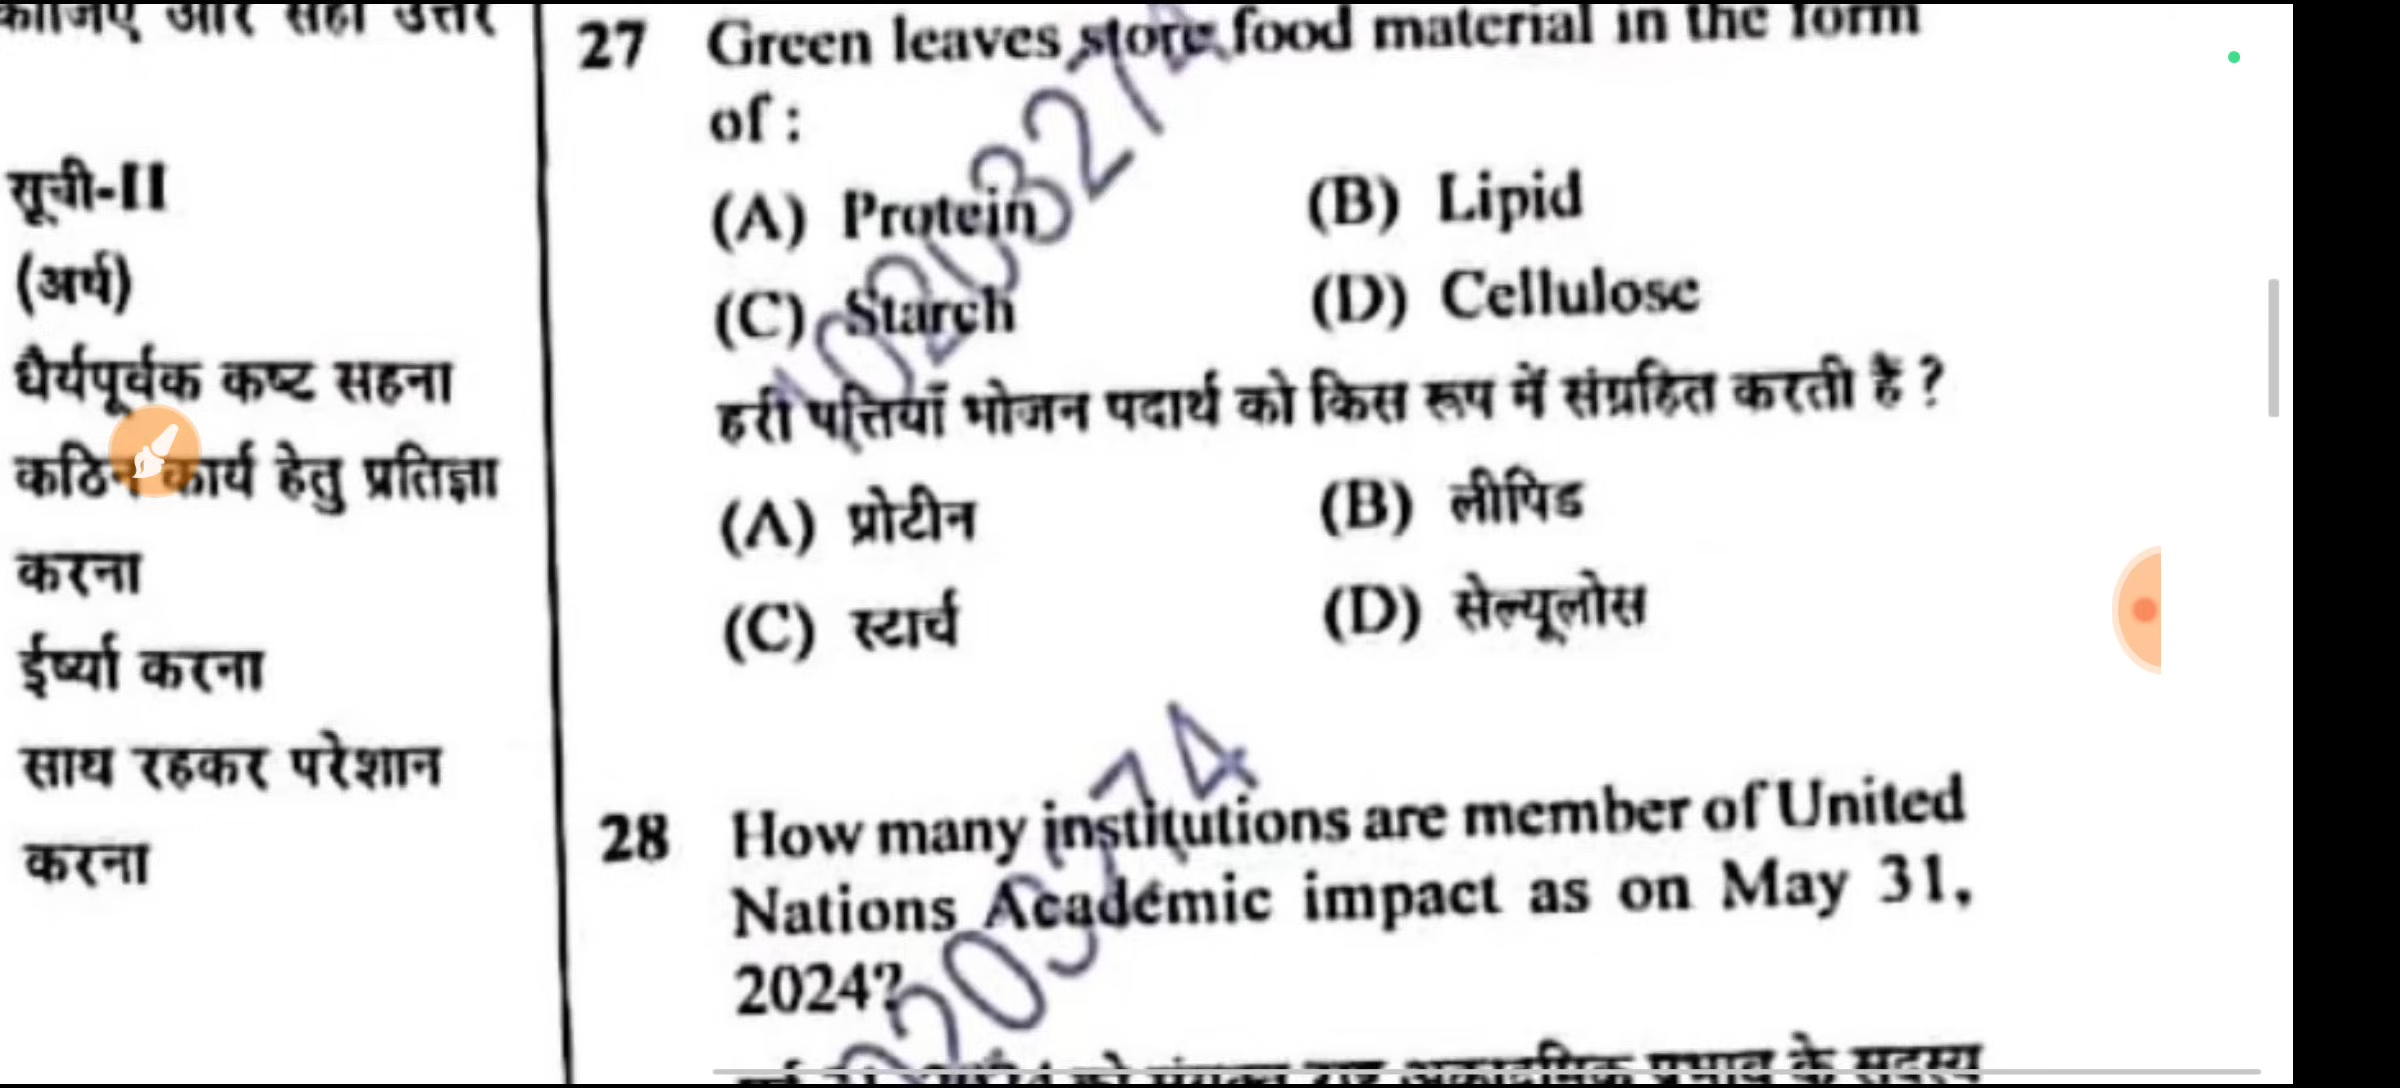 सूची-II
(अर्थ)
धैर्यपूर्वक कष्ट सहना
कठिन कार्य हेतु प्रतिज्ञा
करना
ईर्ष्या करना
साथ रहकर परेशान
करना
27 Green leaves store food material in the form
of :
(A) Protein (B) Lipid
(C) Starch (D) Cellulose
हरी पत्तियाँ भोजन पदार्थ को किस रूप में संग्रहित करती हैं ?
(A) प्रोटीन (B) लीपिड
(C) स्टार्च (D) सेल्यूलोस
28 How many institutions are member of United
Nations Academic impact as on May 31,
2024?